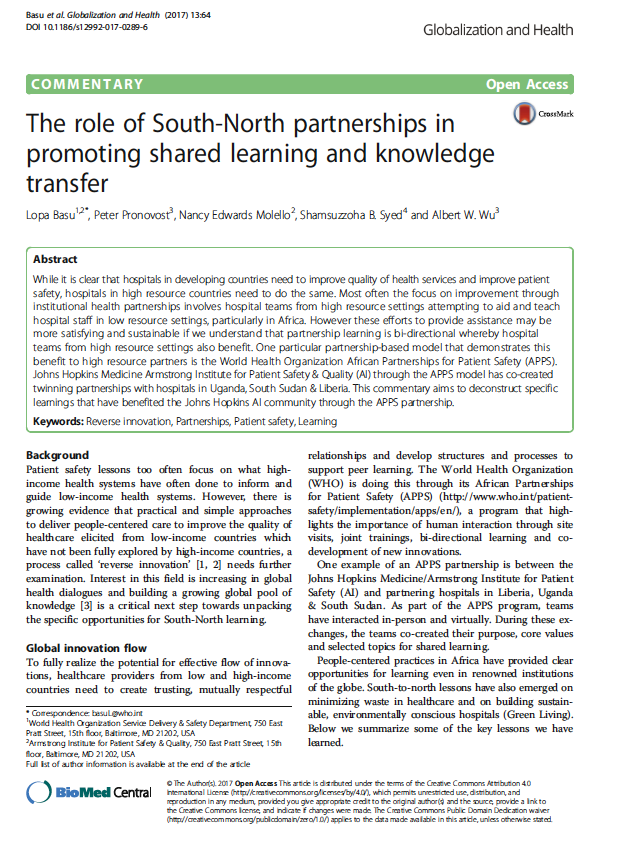 Basu et al. Globalization and Health (2017) 13:64
DOI 10.1186/s12992-017-0289-6
Globalization and Health
COMMENTARY
Open Access
CrossMark
The role of South-North partnerships in
promoting shared learning and knowledge
transfer
Lopa Basu1,2*, Peter Pronovost3, Nancy Edwards Molello2, Shamsuzzoha B. Syed4 and Albert W. Wu3
Abstract
While it is clear that hospitals in developing countries need to improve quality of health services and improve patient
safety, hospitals in high resource countries need to do the same. Most often the focus on improvement through
institutional health partnerships involves hospital teams from high resource settings attempting to aid and teach
hospital staff in low resource settings, particularly in Africa. However these efforts to provide assistance may be
more satisfying and sustainable if we understand that partnership learning is bi-directional whereby hospital
teams from high resource settings also benefit. One particular partnership-based model that demonstrates this
benefit to high resource partners is the World Health Organization African Partnerships for Patient Safety (APPS).
Johns Hopkins Medicine Armstrong Institute for Patient Safety & Quality (AI) through the APPS model has co-created
twinning partnerships with hospitals in Uganda, South Sudan & Liberia. This commentary aims to deconstruct specific
learnings that have benefited the Johns Hopkins AI community through the APPS partnership.
Keywords: Reverse innovation, Partnerships, Patient safety, Learning
Background
Patient safety lessons too often focus on what high-
income health systems have often done to inform and
guide low-income health systems. However, there is
growing evidence that practical and simple approaches
to deliver people-centered care to improve the quality of
healthcare elicited from low-income countries which
have not been fully explored by high-income countries, a
process called ‘reverse innovation’ [1, 2] needs further
examination. Interest in this field is increasing in global
health dialogues and building a growing global pool of
knowledge [3] is a critical next step towards unpacking
the specific opportunities for South-North learning.
Global innovation flow
To fully realize the potential for effective flow of innova-
tions, healthcare providers from low and high-income
countries need to create trusting, mutually respectful
relationships and develop structures and processes to
support peer learning. The World Health Organization
(WHO) is doing this through its African Partnerships
for Patient Safety (APPS) (http://www.who.int/patient-
safety/implementation/apps/en/), a program that high-
lights the importance of human interaction through site
visits, joint trainings, bi-directional learning and co-
development of new innovations.
One example of an APPS partnership is between the
Johns Hopkins Medicine/Armstrong Institute for Patient
Safety (AI) and partnering hospitals in Liberia, Uganda
& South Sudan. As part of the APPS program, teams
have interacted in-person and virtually. During these ex-
changes, the teams co-created their purpose, core values
and selected topics for shared learning.
People-centered practices in Africa have provided clear
opportunities for learning even in renowned institutions
of the globe. South-to-north lessons have also emerged on
minimizing waste in healthcare and on building sustain-
able, environmentally conscious hospitals (Green Living).
Below we summarize some of the key lessons we have
learned.
* Correspondence: basul@who.int
1World Health Organization Service Delivery & Safety Department, 750 East
Pratt Street, 15th floor, Baltimore, MD 21202, USA
2Armstrong Institute for Patient Safety & Quality, 750 East Pratt Street, 15th
floor, Baltimore, MD 21202, USA
Full list of author information is available at the end of the article
BioMed Central
© The Author(s). 2017 Open Access This article is distributed under the terms of the Creative Commons Attribution 4.0
International License (http://creativecommons.org/licenses/by/4.0/), which permits unrestricted use, distribution, and
reproduction in any medium, provided you give appropriate credit to the original author(s) and the source, provide a link to
the Creative Commons license, and indicate if changes were made. The Creative Commons Public Domain Dedication waiver
(http://creativecommons.org/publicdomain/zero/1.0/) applies to the data made available in this article, unless otherwise stated.